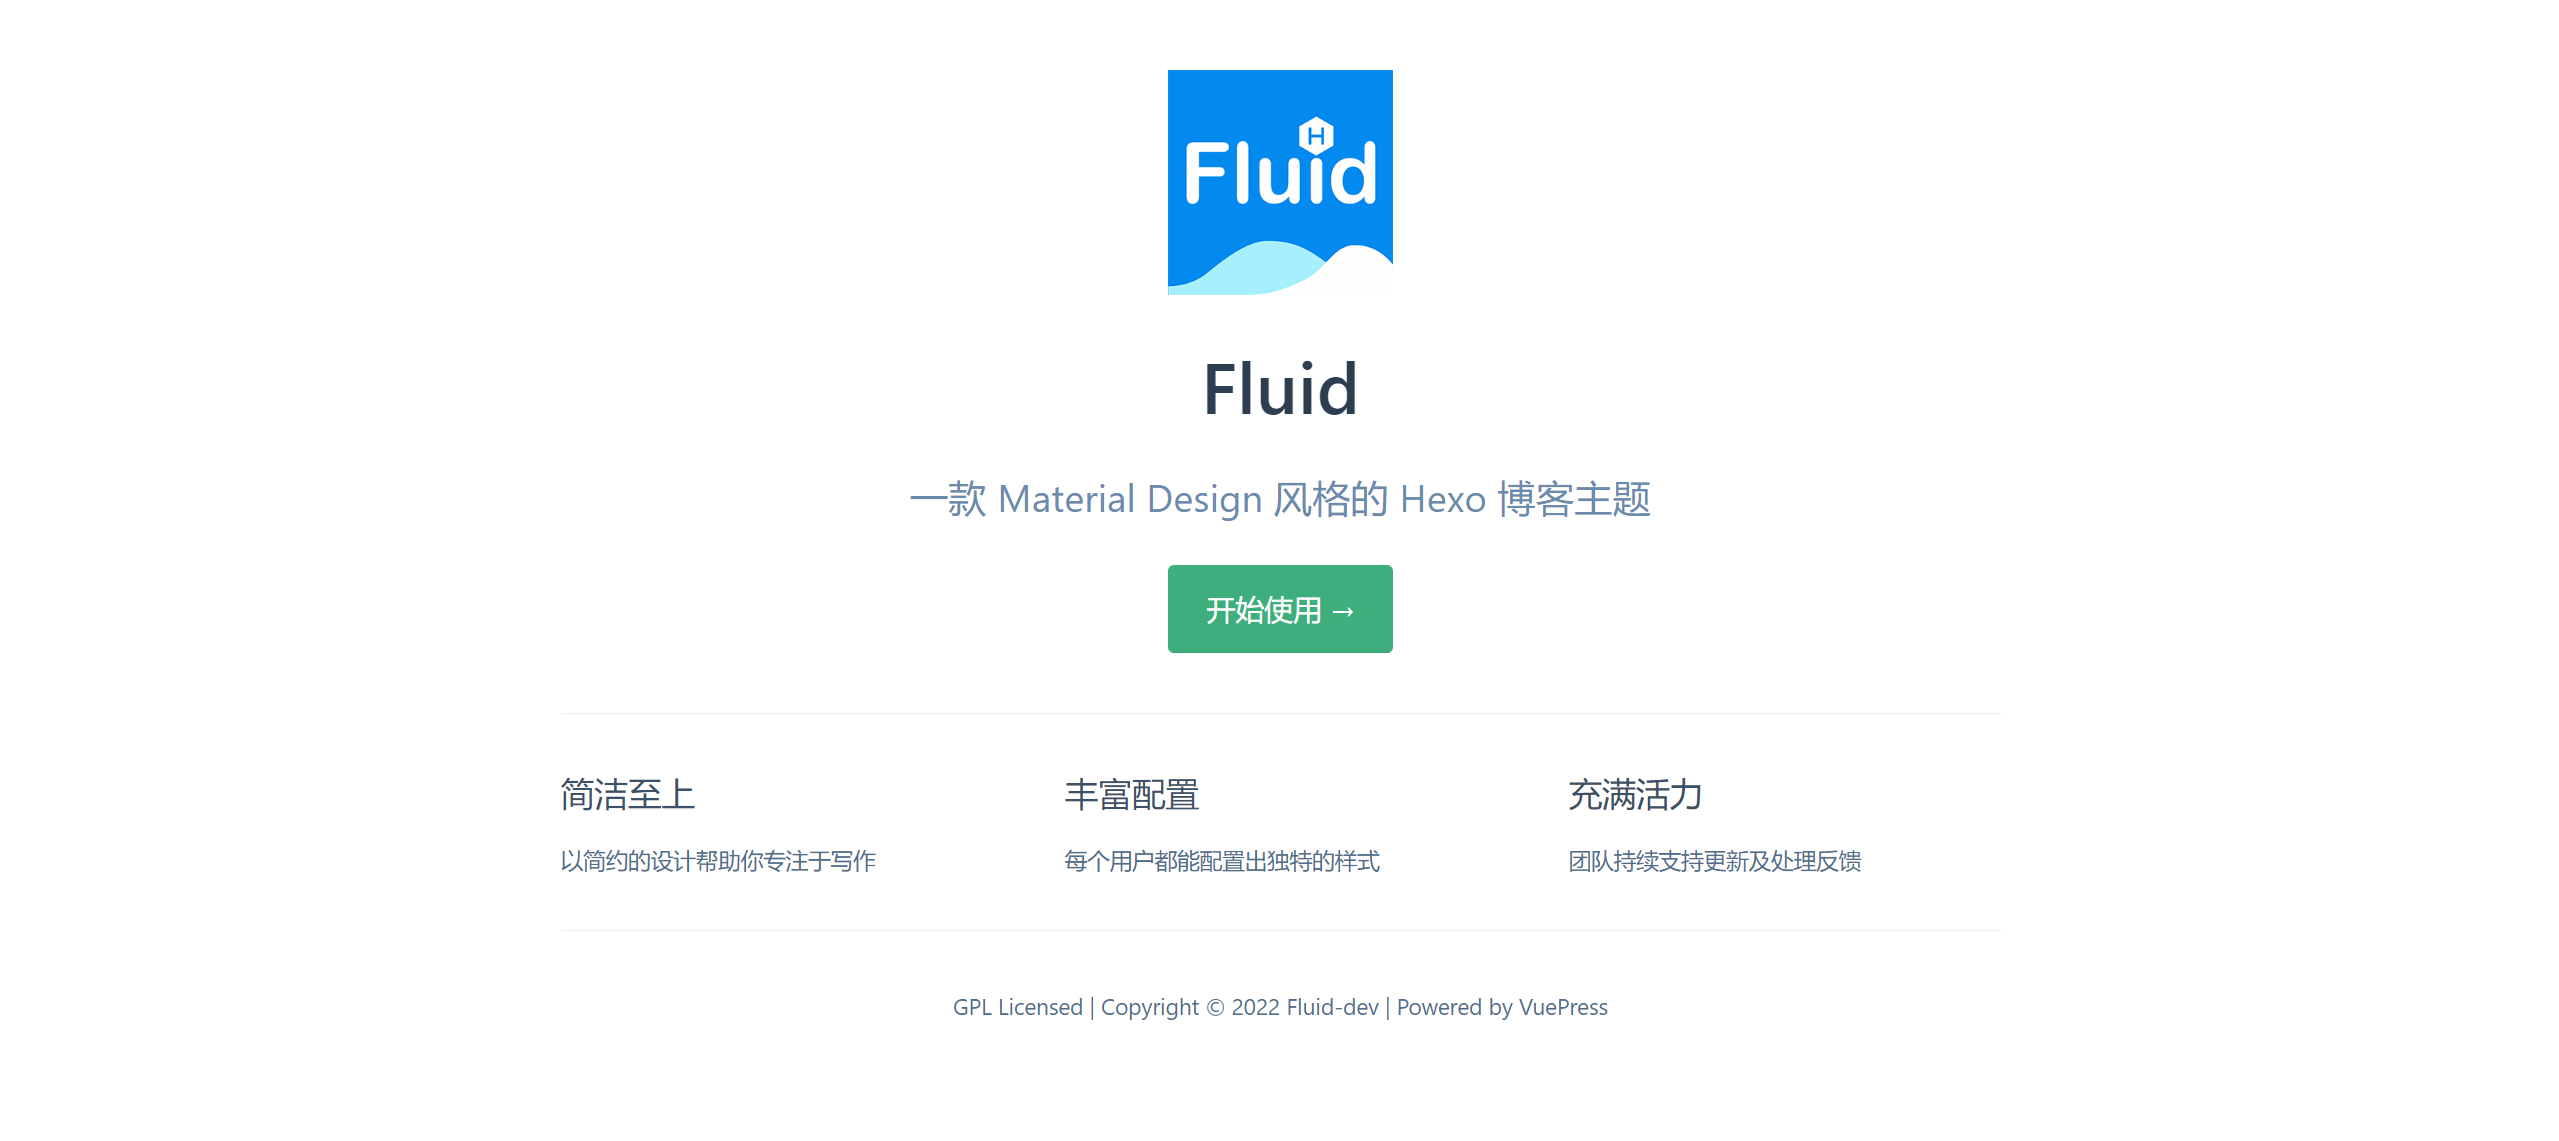 Fluid
H
Fluid
一款 Material Design 风格的 Hexo 博客主题
开始使用 →
简洁至上
以简约的设计帮助你专注于写作
丰富配置
每个用户都能配置出独特的样式
充满活力
团队持续支持更新及处理反馈
GPL Licensed | Copyright © 2022 Fluid-dev | Powered by VuePress